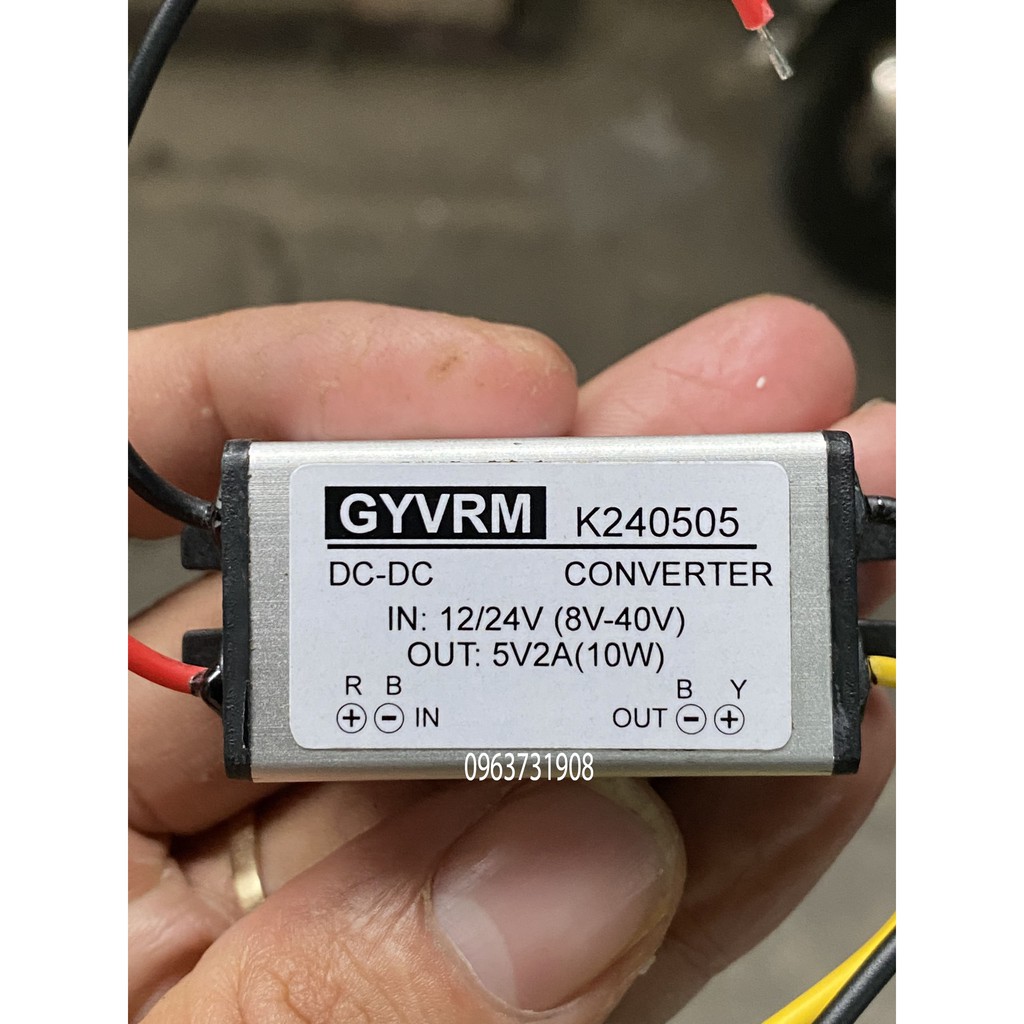 GYVRM K240505
DC-DC CONVERTER
IN: 12/24V (8V-40V)
OUT: 5V2A(10W)
R B B Y
⊕ ⊖ IN OUT ⊖ ⊕
0963731908